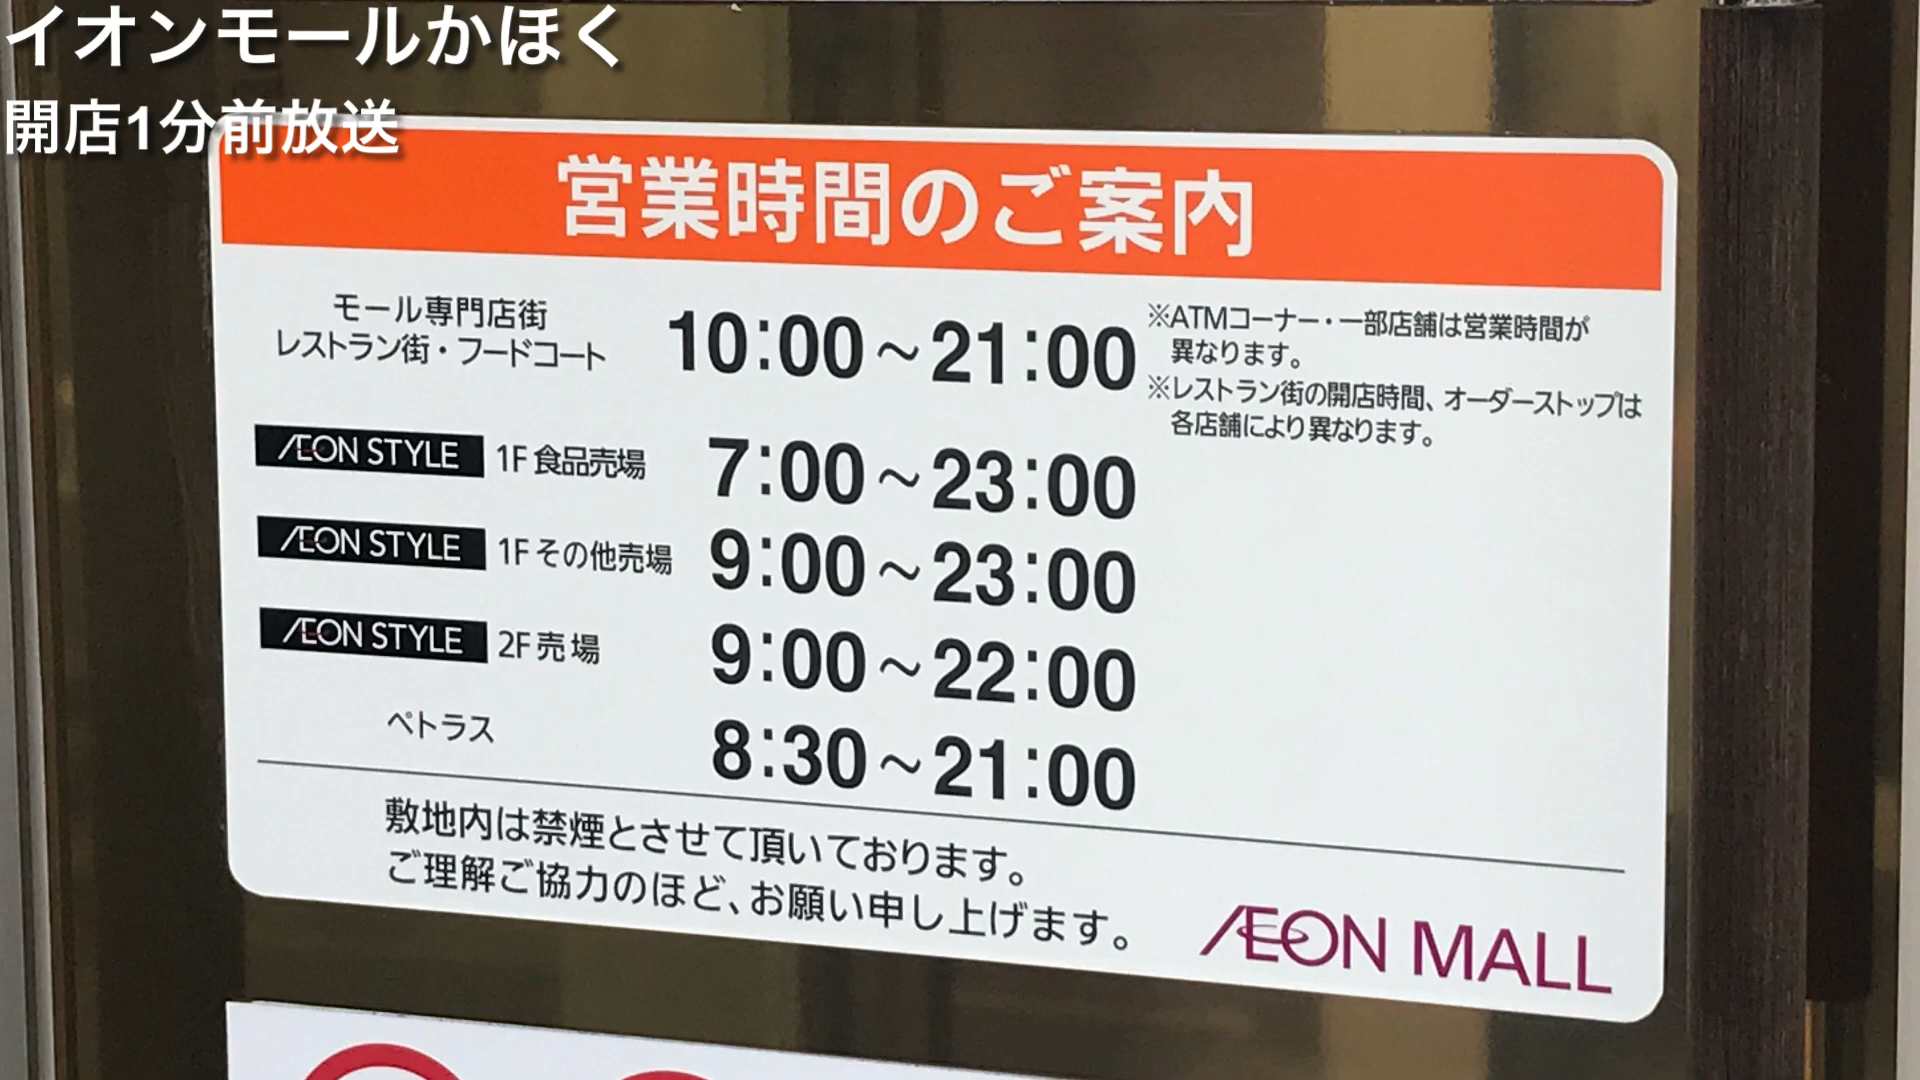 イオンモールかほく
開店1分前放送
営業時間のご案内
モール専門店街
レストラン街・フードコート
10:00～21:00
※ATMコーナー・一部店舗は営業時間が
異なります。
※レストラン街の開店時間、オーダーストップは
各店舗により異なります。
ÆON STYLE 1F 食品売場 7:00～23:00
ÆON STYLE 1F その他売場 9:00～23:00
ÆON STYLE 2F 売場 9:00～22:00
ペトラス 8:30～21:00
敷地内は禁煙とさせて頂いております。
ご理解ご協力のほど、お願い申し上げます。
ÆON MALL